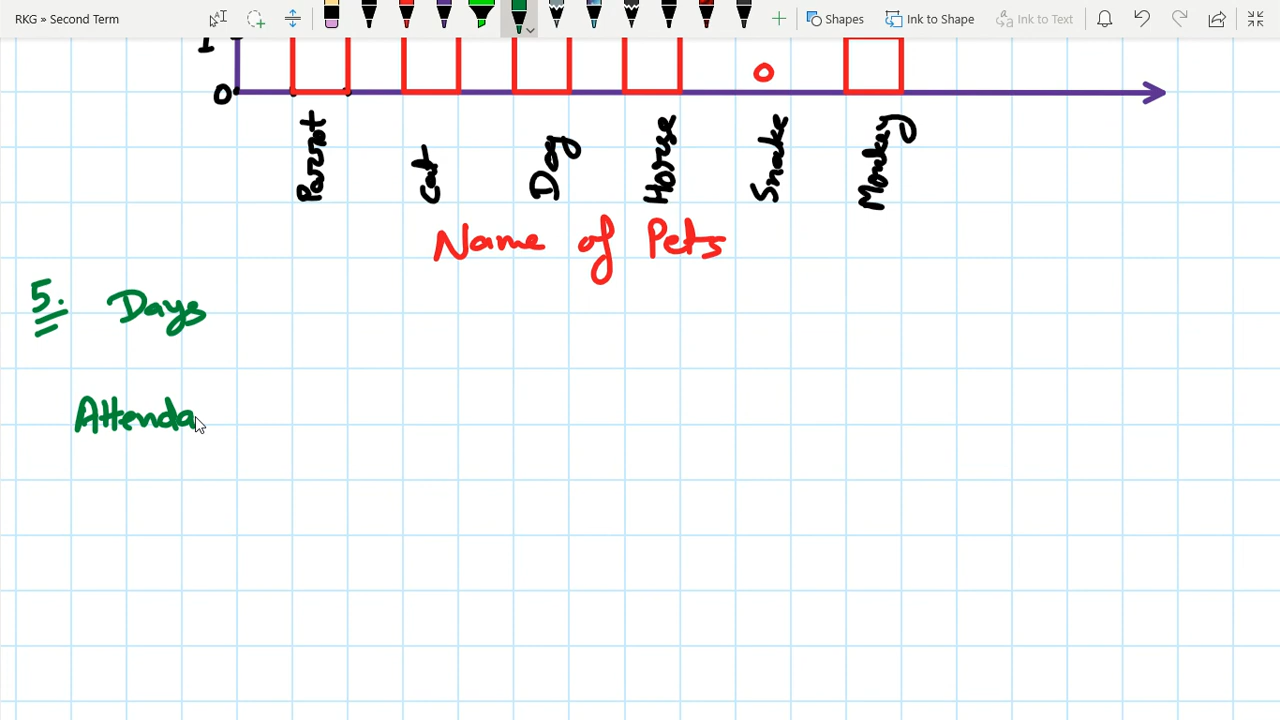 RKG » Second Term
Shapes
Ink to Shape
Ink to Text
1
0
0
Parrot
Cat
Dog
Horse
Snake
Monkey
Name of Pets
5. Days
Attenda